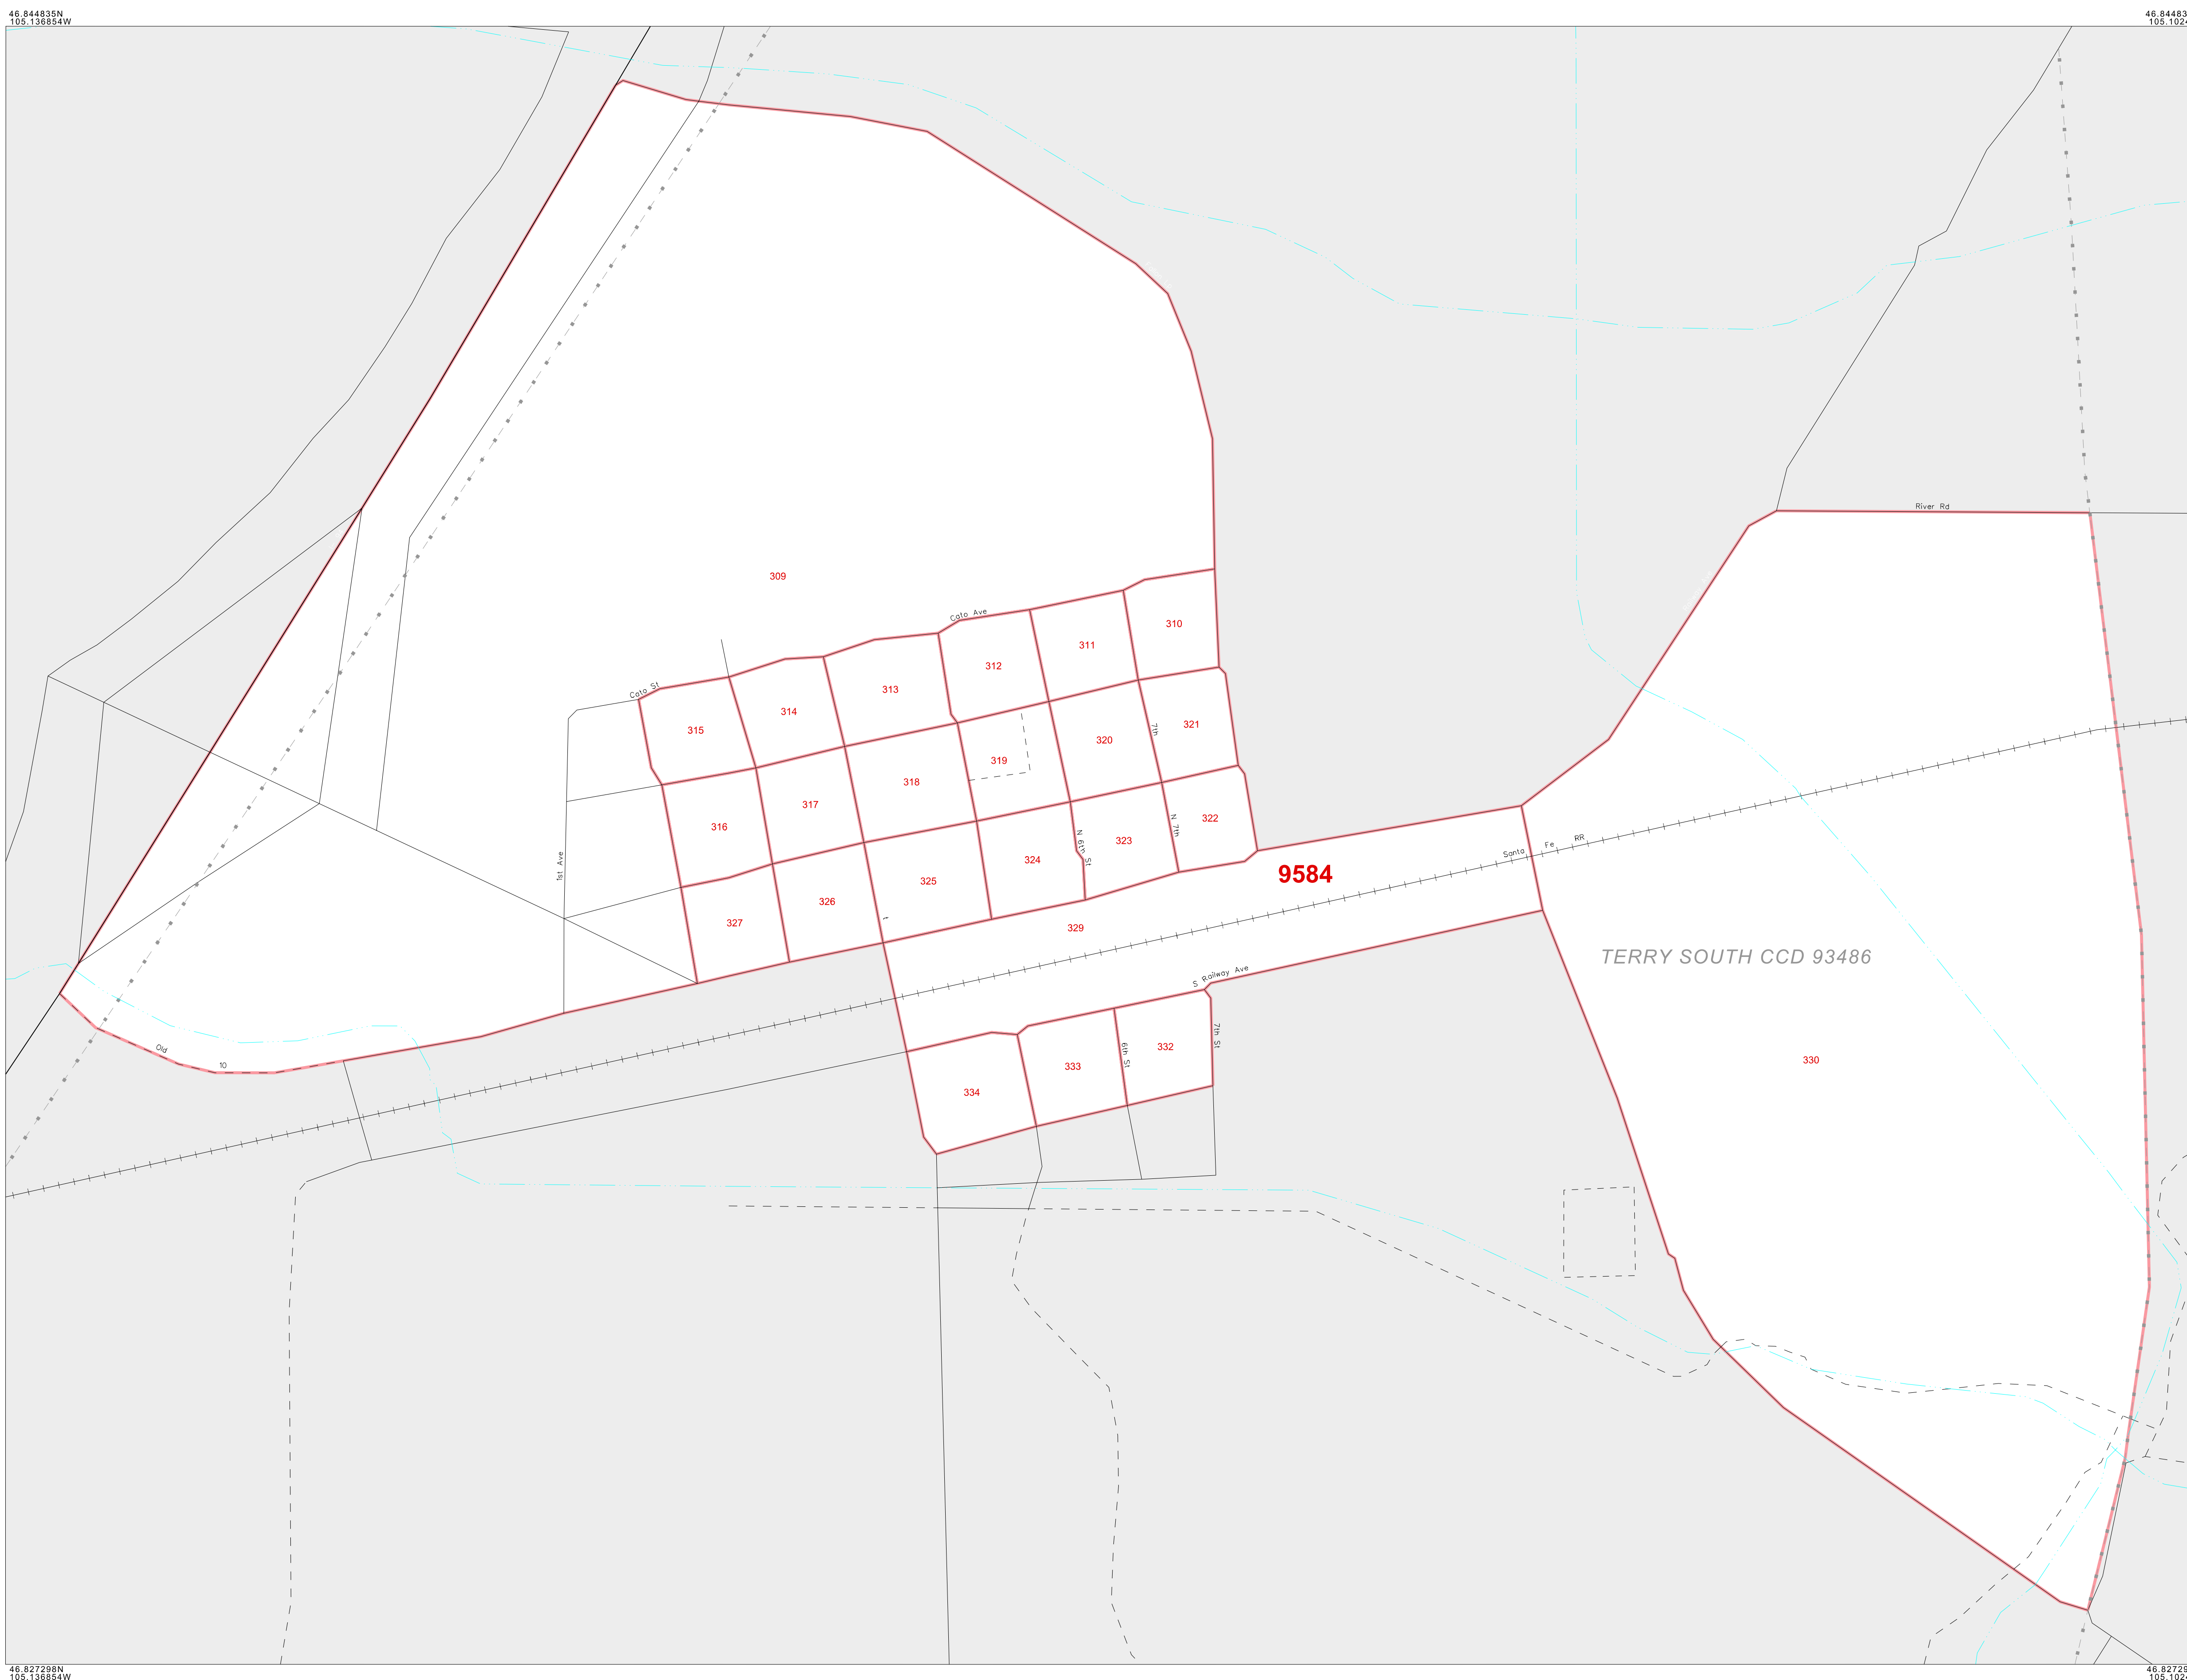 46.844835N
105.136854W
46.84483
105.1024
River Rd
309
Cato Ave
310
311
312
313
Cato St
314
315
7th
321
320
319
318
317
316
N 7th
322
N 6th St
323
324
1st Ave
325
326
327
9584
Santa Fe RR
329
TERRY SOUTH CCD 93486
S Railway Ave
7th St
6th St
332
333
334
330
Old 10
t
46.827298N
105.136854W
46.82729
105.1024